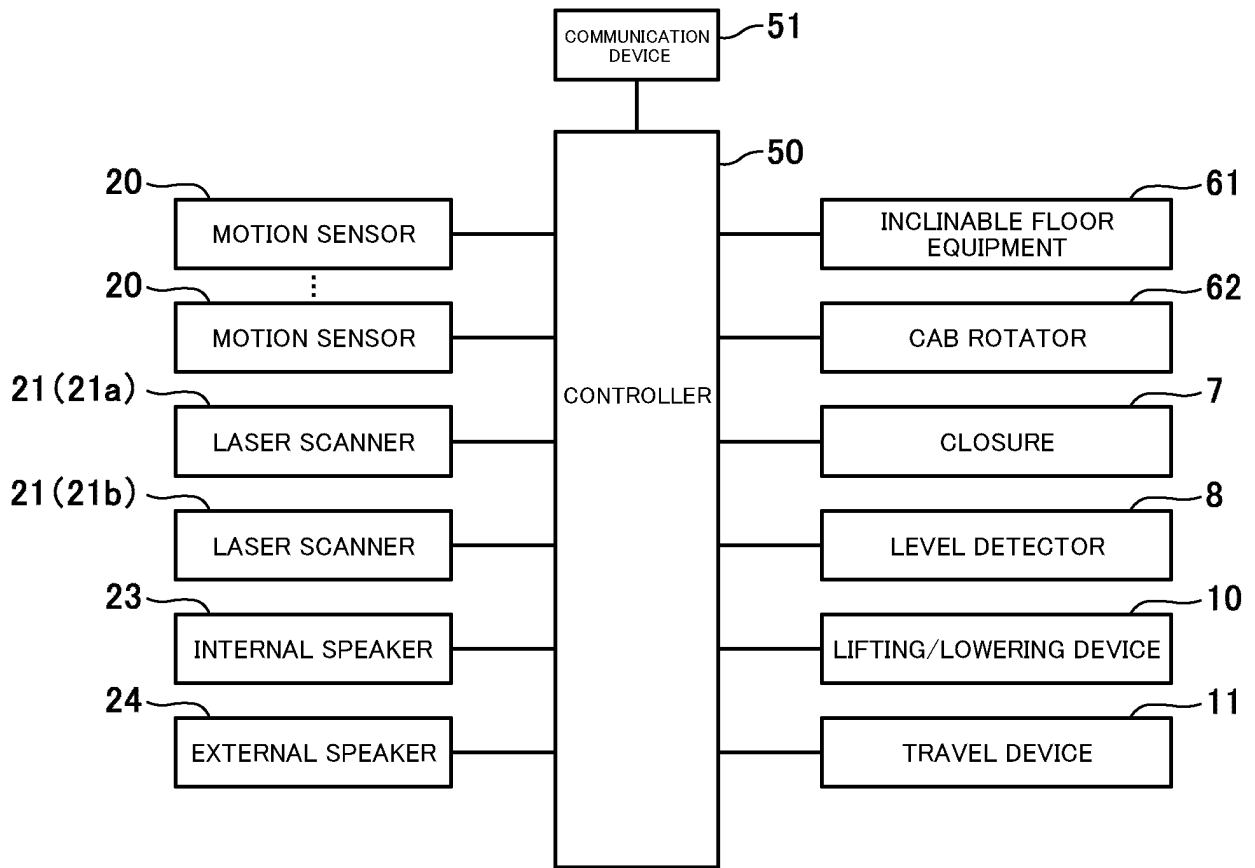 COMMUNICATION
DEVICE
51
50
20
MOTION SENSOR
20
MOTION SENSOR
21(21a)
LASER SCANNER
21(21b)
LASER SCANNER
23
INTERNAL SPEAKER
24
EXTERNAL SPEAKER
CONTROLLER
61
INCLINABLE FLOOR
EQUIPMENT
62
CAB ROTATOR
7
CLOSURE
8
LEVEL DETECTOR
10
LIFTING/LOWERING DEVICE
11
TRAVEL DEVICE